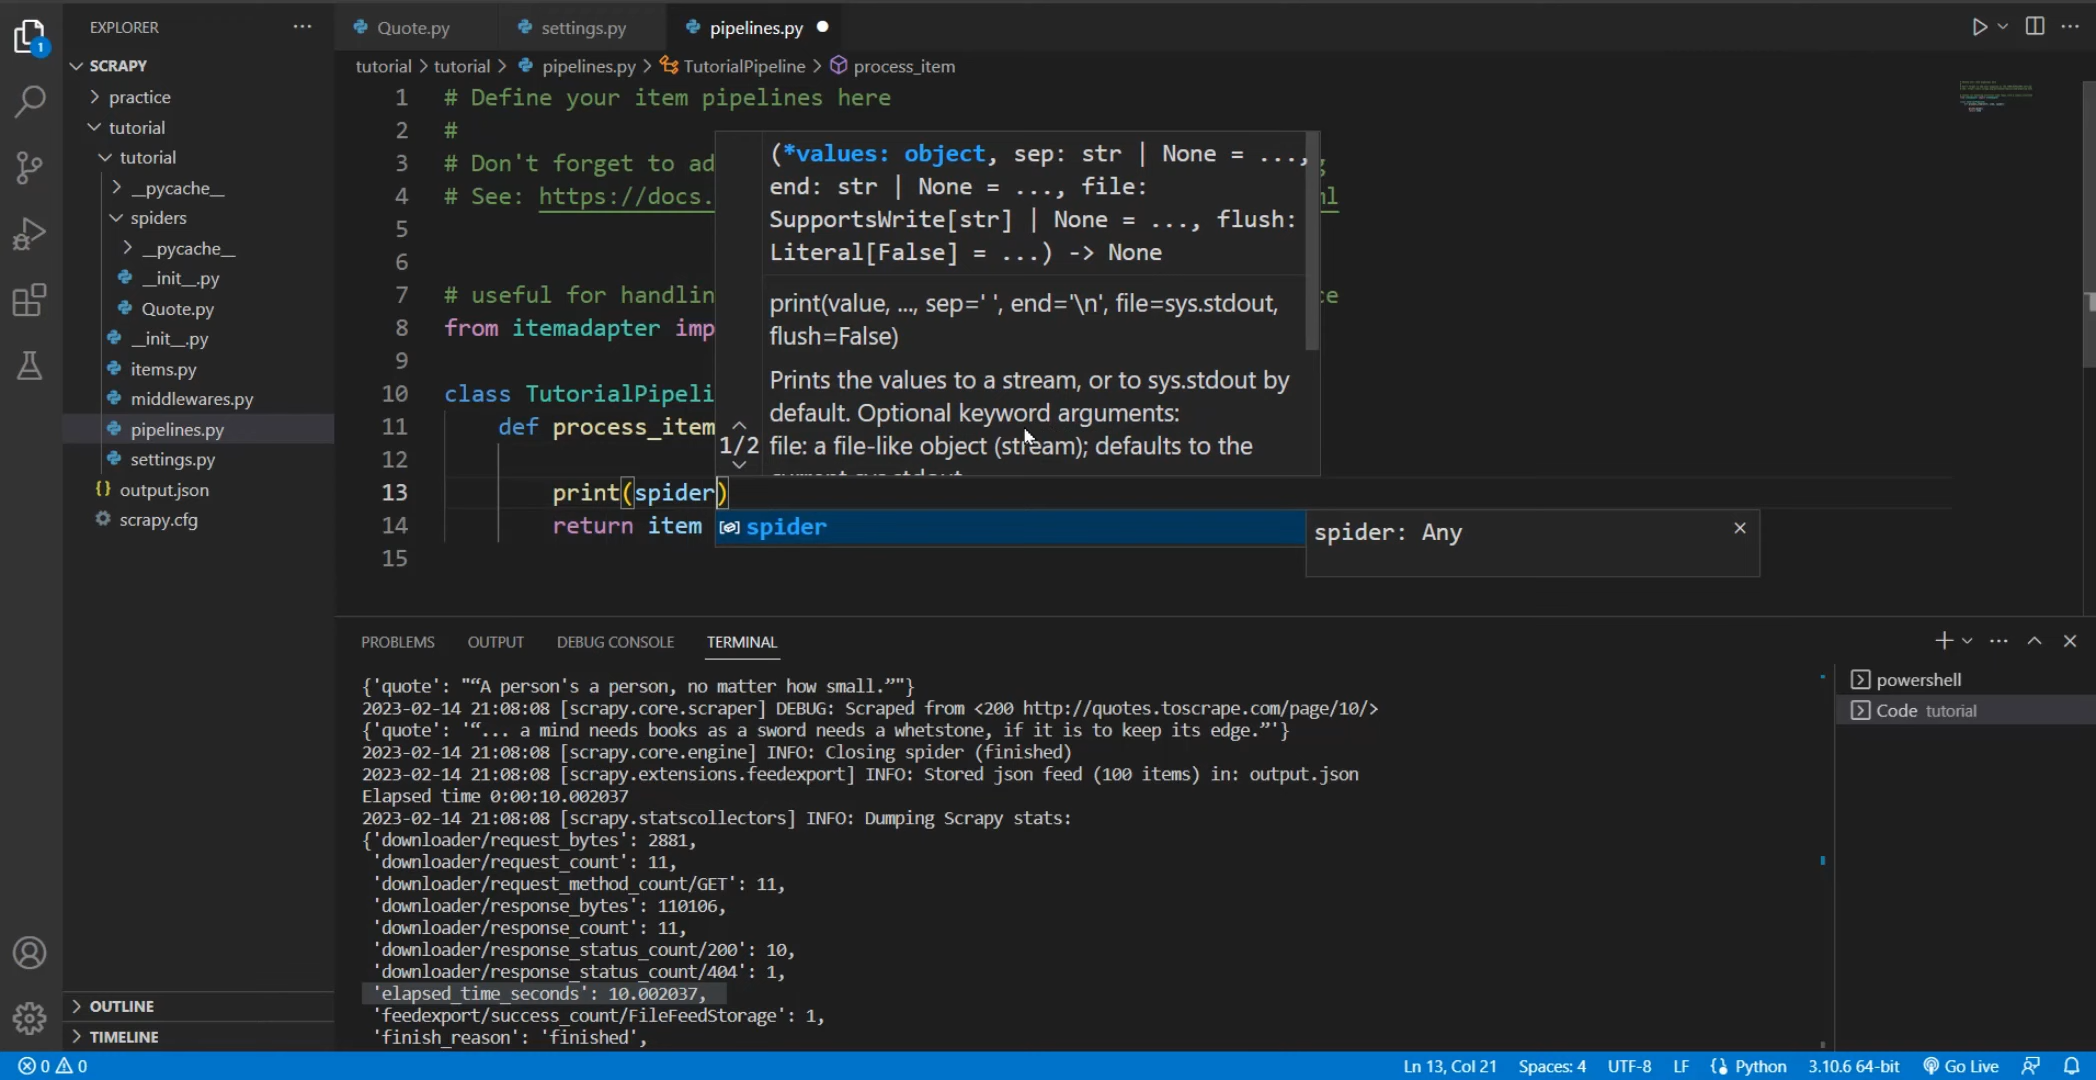 EXPLORER
...
Quote.py
settings.py
pipelines.py
1
SCRAPY
practice
tutorial
tutorial
__pycache__
spiders
__pycache__
__init__.py
Quote.py
__init__.py
items.py
middlewares.py
pipelines.py
settings.py
{} output.json
scrapy.cfg
OUTLINE
TIMELINE
tutorial > tutorial > pipelines.py > TutorialPipeline > process_item
1 # Define your item pipelines here
2 #
3 # Don't forget to ad
4 # See: https://docs.
5
6
7 # useful for handlin
8 from itemadapter imp
9
10 class TutorialPipeli
11 def process_item
12
13 print(spider)
14 return item
15
(*values: object, sep: str | None = ...,
end: str | None = ..., file:
SupportsWrite[str] | None = ..., flush:
Literal[False] = ...) -> None
print(value, ..., sep=' ', end='\n', file=sys.stdout,
flush=False)
Prints the values to a stream, or to sys.stdout by
default. Optional keyword arguments:
1/2
file: a file-like object (stream); defaults to the
spider
spider: Any
PROBLEMS OUTPUT DEBUG CONSOLE TERMINAL
{'quote': "“A person's a person, no matter how small.”"}
2023-02-14 21:08:08 [scrapy.core.scraper] DEBUG: Scraped from <200 http://quotes.toscrape.com/page/10/>
{'quote': '“... a mind needs books as a sword needs a whetstone, if it is to keep its edge.”'}
2023-02-14 21:08:08 [scrapy.core.engine] INFO: Closing spider (finished)
2023-02-14 21:08:08 [scrapy.extensions.feedexport] INFO: Stored json feed (100 items) in: output.json
Elapsed time 0:00:10.002037
2023-02-14 21:08:08 [scrapy.statscollectors] INFO: Dumping Scrapy stats:
{'downloader/request_bytes': 2881,
'downloader/request_count': 11,
'downloader/request_method_count/GET': 11,
'downloader/response_bytes': 110106,
'downloader/response_count': 11,
'downloader/response_status_count/200': 10,
'downloader/response_status_count/404': 1,
'elapsed_time_seconds': 10.002037,
'feedexport/success_count/FileFeedStorage': 1,
'finish_reason': 'finished',
powershell
Code tutorial
0 0
Ln 13, Col 21 Spaces: 4 UTF-8 LF {} Python 3.10.6 64-bit Go Live